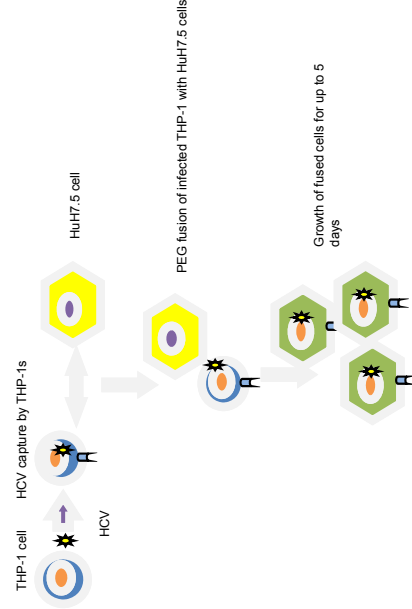 THP-1 cell
HCV
HCV capture by THP-1s
HuH7.5 cell
PEG fusion of infected THP-1 with HuH7.5 cells
Growth of fused cells for up to 5
days